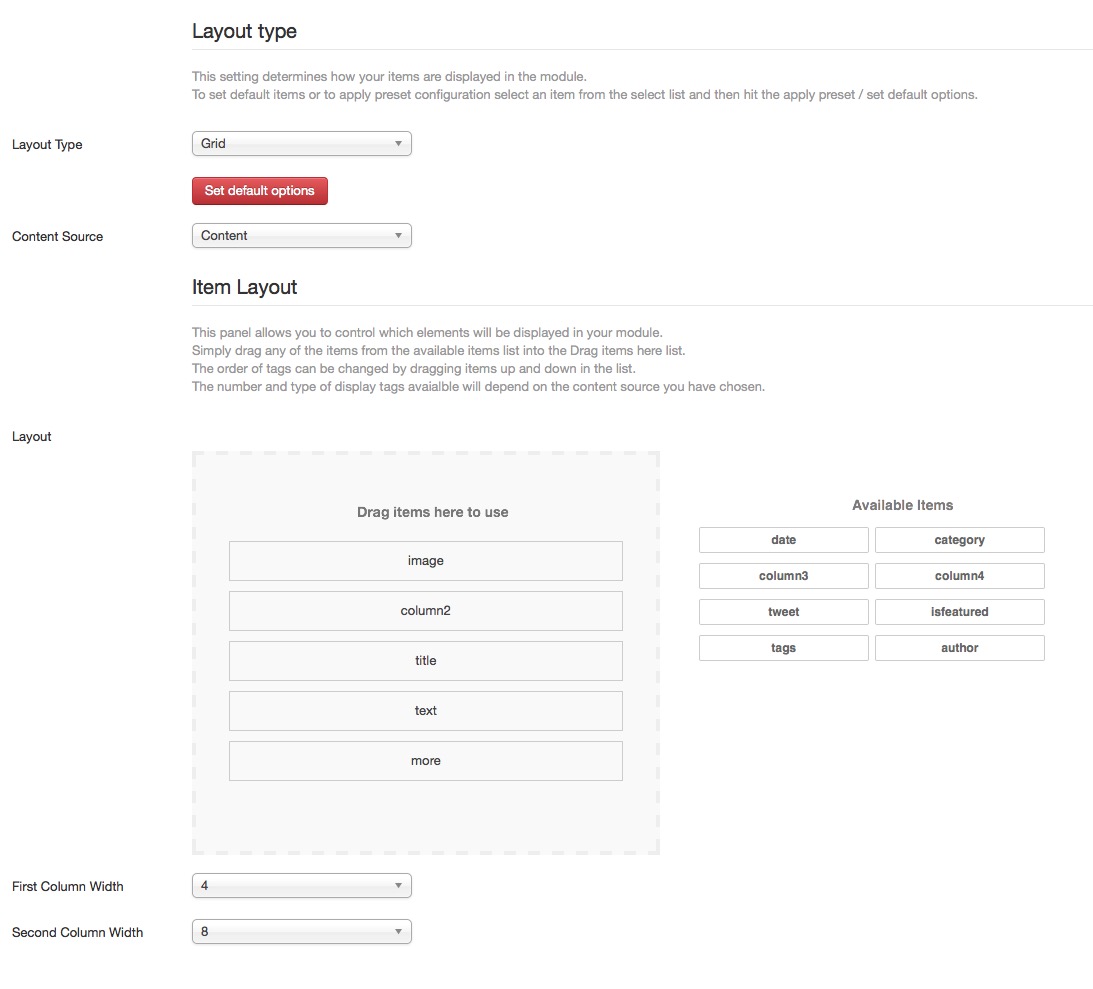 Layout type
This setting determines how your items are displayed in the module.
To set default items or to apply preset configuration select an item from the select list and then hit the apply preset / set default options.
Layout Type
Grid
Set default options
Content Source
Content
Item Layout
This panel allows you to control which elements will be displayed in your module.
Simply drag any of the items from the available items list into the Drag items here list.
The order of tags can be changed by dragging items up and down in the list.
The number and type of display tags avaialble will depend on the content source you have chosen.
Layout
Drag items here to use
image
column2
title
text
more
Available Items
date category
column3 column4
tweet isfeatured
tags author
First Column Width
4
Second Column Width
8